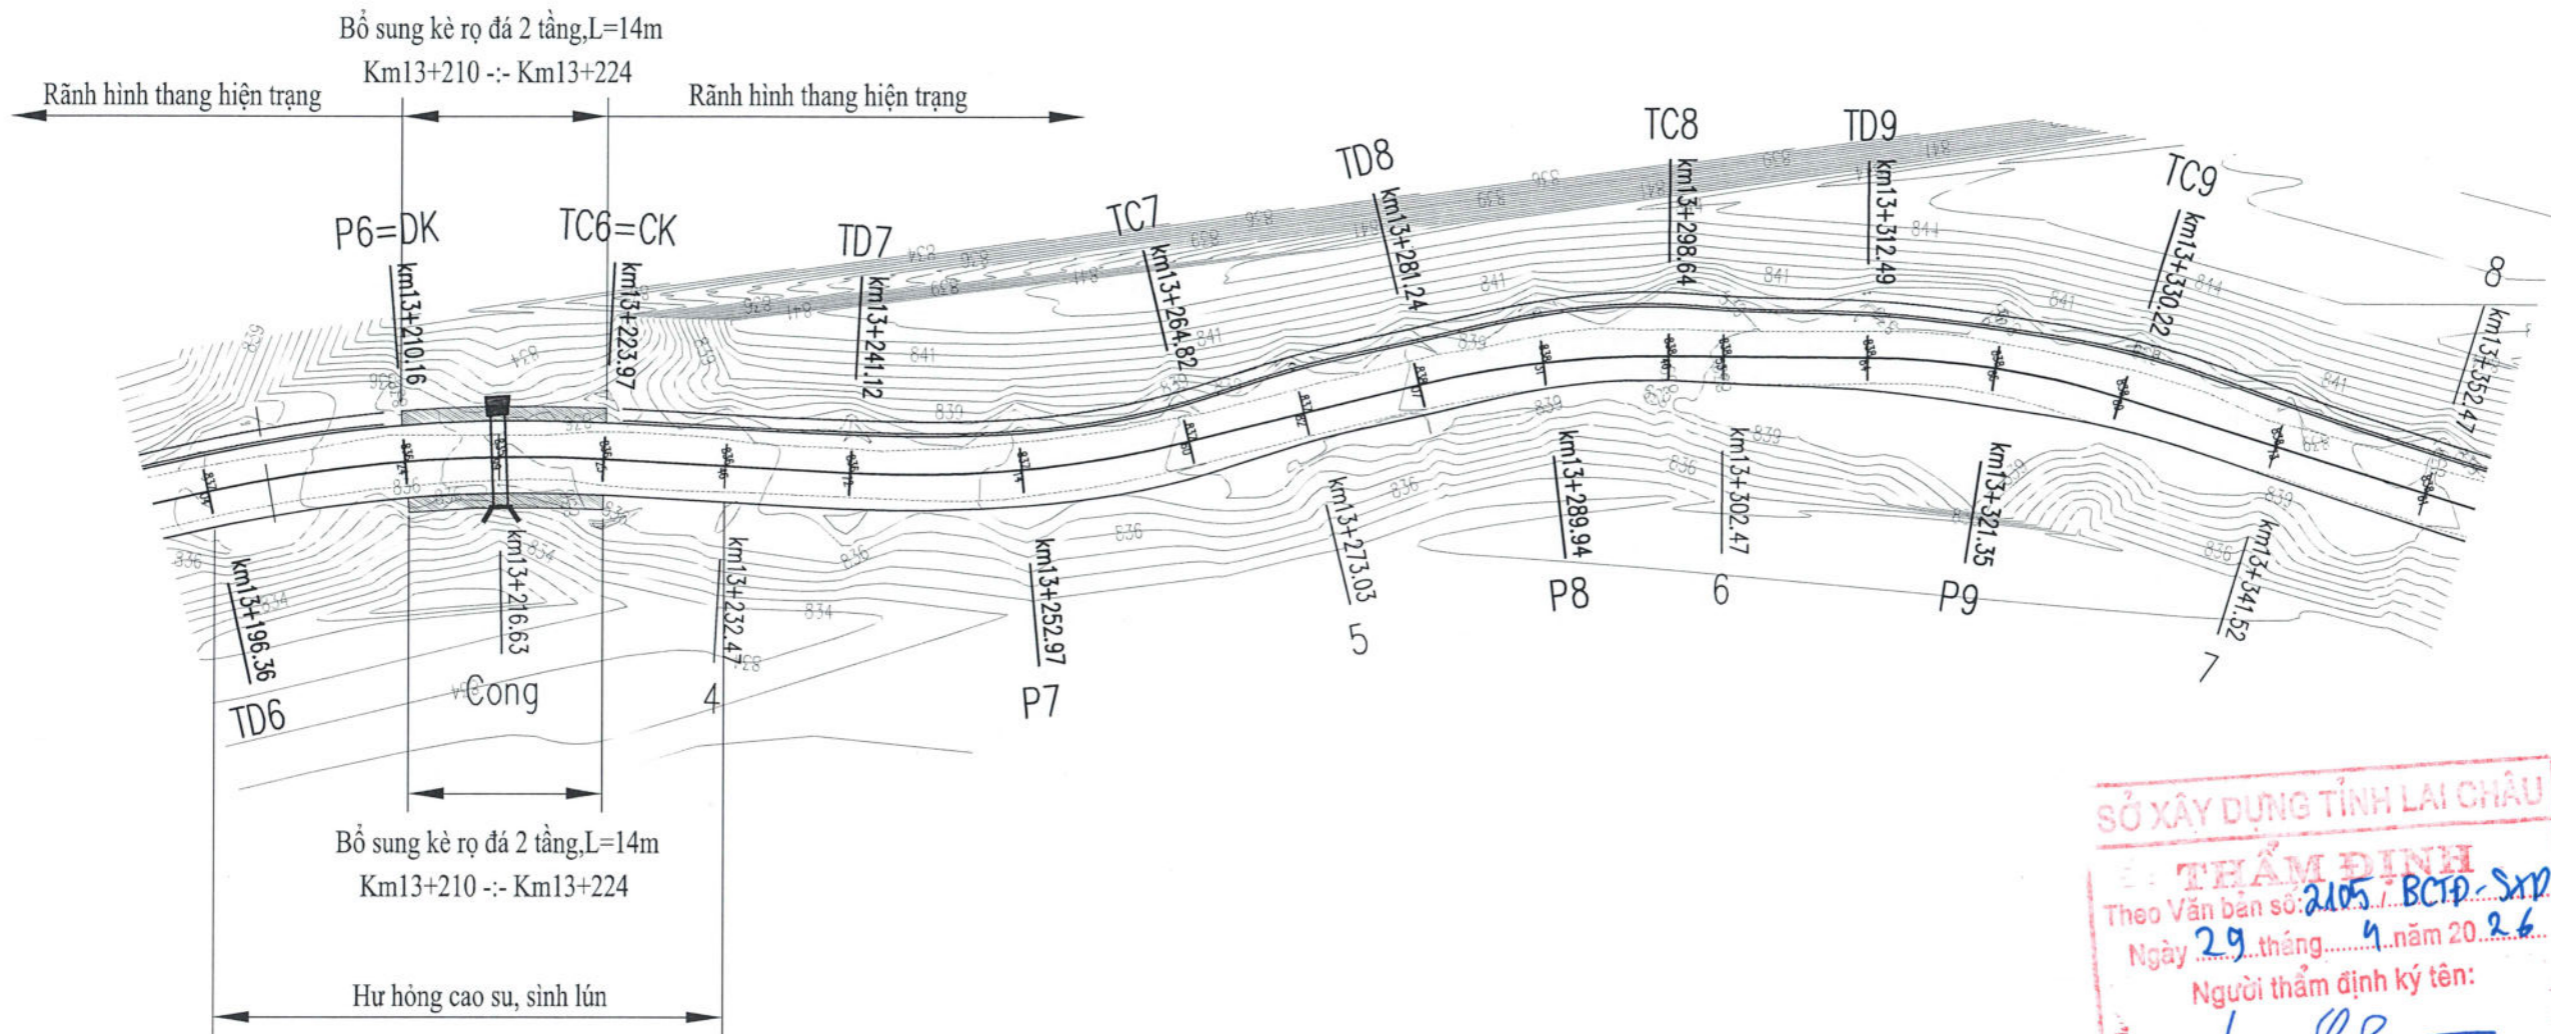 Bổ sung kè rọ đá 2 tầng,L=14m
Km13+210 -:- Km13+224
Rãnh hình thang hiện trạng
Rãnh hình thang hiện trạng
P6=DK
km13+210.16
TC6=CK
km13+223.97
TD7
km13+241.12
TC7
km13+264.82
TD8
km13+281.24
TC8
km13+298.64
TD9
km13+312.49
TC9
km13+330.22
8
km13+352.47
km13+196.36
TD6
km13+216.63
Cong
km13+232.47
4
km13+252.97
P7
km13+273.03
5
km13+289.94
P8
km13+302.47
6
km13+321.35
P9
km13+341.52
7
Bổ sung kè rọ đá 2 tầng,L=14m
Km13+210 -:- Km13+224
Hư hỏng cao su, sình lún
SỞ XÂY DỰNG TỈNH LAI CHÂU
THẨM ĐỊNH
Theo Văn bản số: 2105 / BCTĐ-SXD
Ngày 29 tháng 4 năm 20 26
Người thẩm định ký tên: